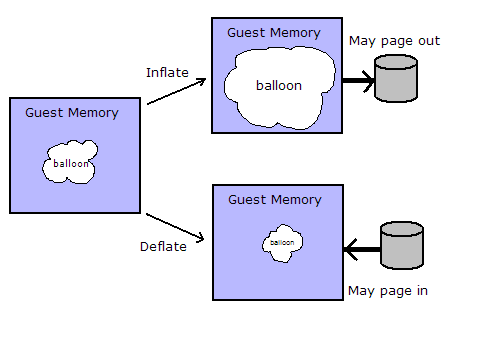 Guest Memory
balloon
Inflate
Guest Memory
balloon
May page out
Deflate
Guest Memory
balloon
May page in